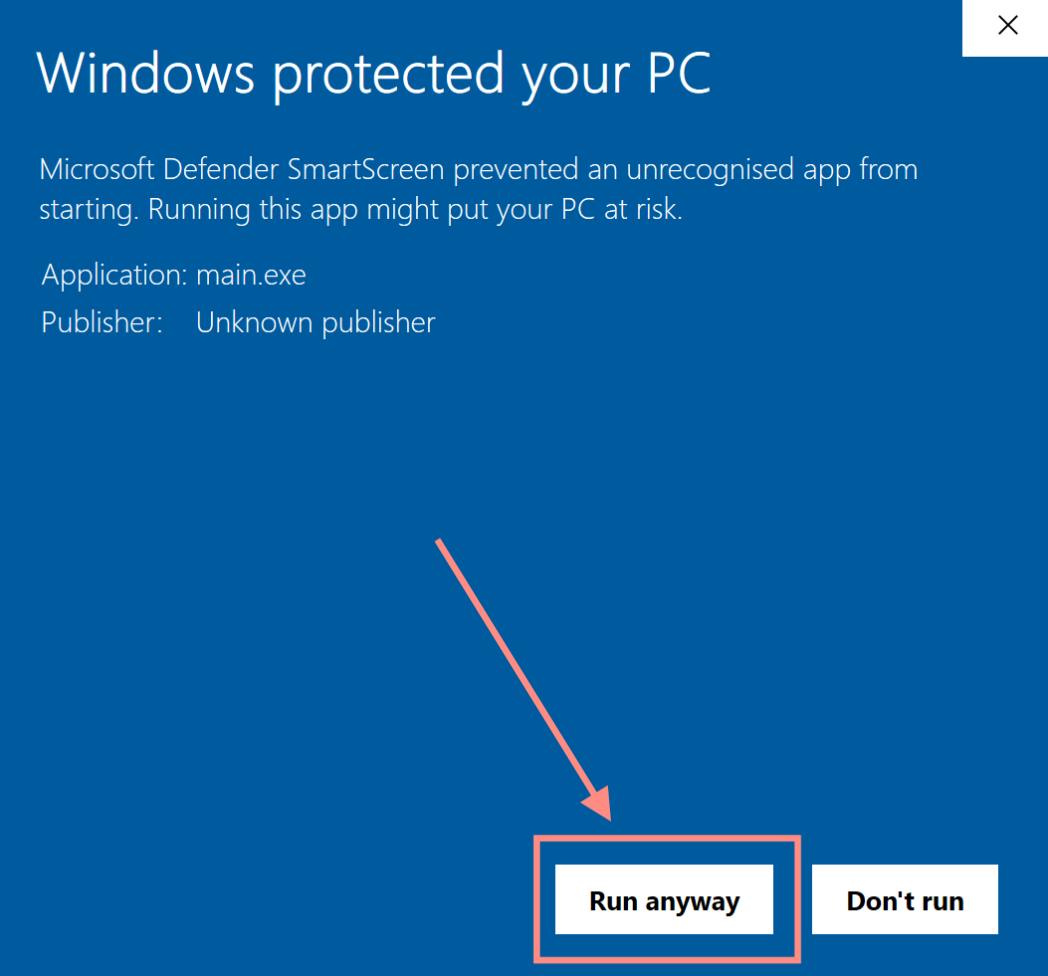 Windows protected your PC
Microsoft Defender SmartScreen prevented an unrecognised app from
starting. Running this app might put your PC at risk.
Application: main.exe
Publisher: Unknown publisher
Run anyway Don't run